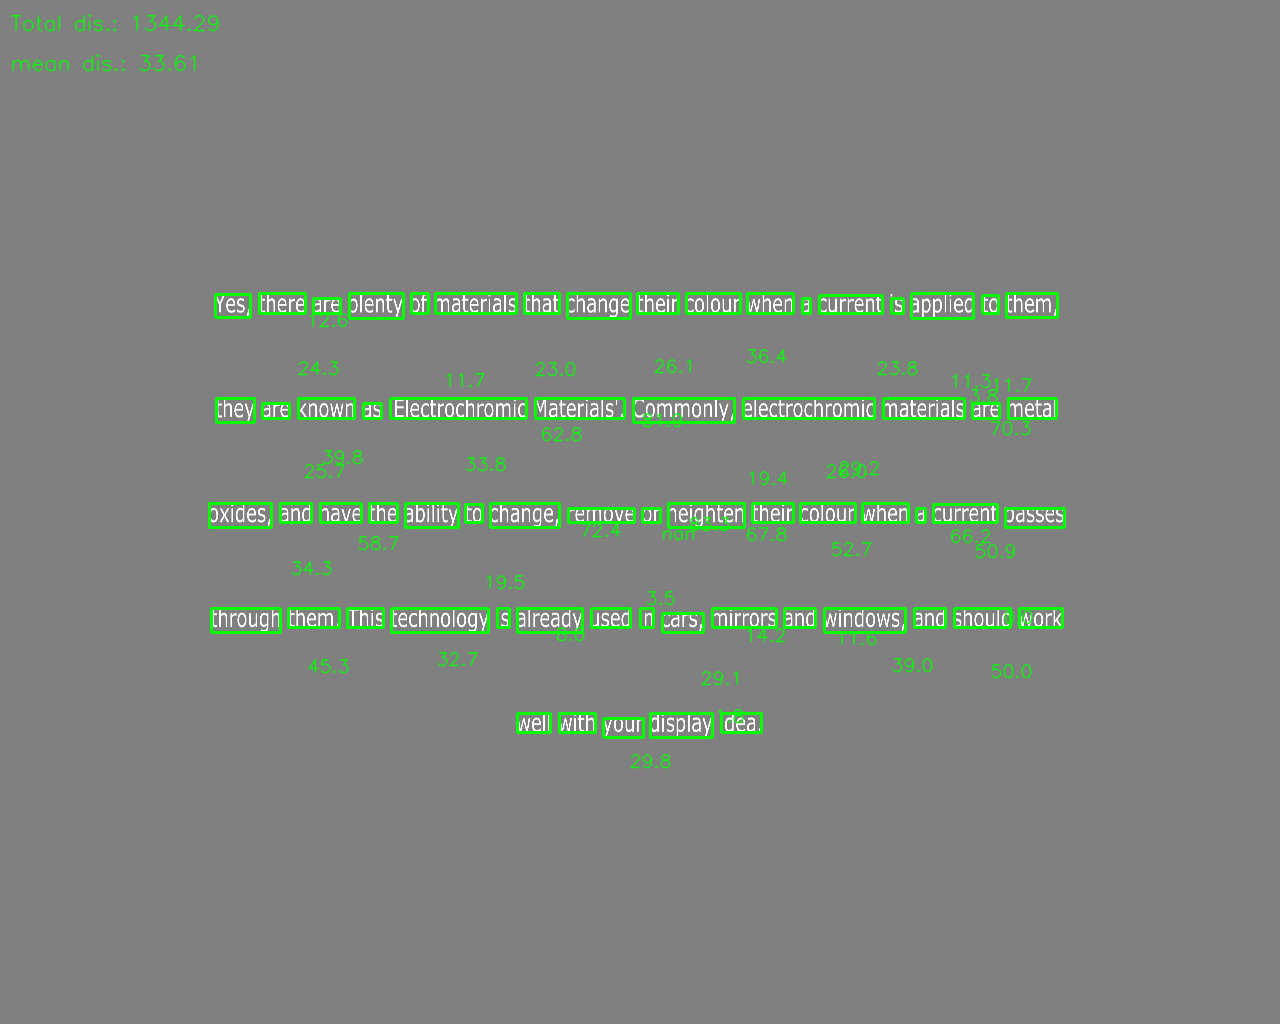 Total dis.: 1344.29
mean dis.: 33.61
Yes, there are plenty of materials that change their colour when a current is applied to them,
12.6
24.3 11.7 23.0 26.1 36.4 23.8 11.3 11.7
they are known as 'Electrochromic Materials'. Commonly, electrochromic materials are metal
62.8 70.3
25.7 39.8 33.8 19.4 29.2
oxides, and have the ability to change, remove or heighten their colour when a current passes
58.7 72.4 nan 67.8 52.7 66.2 50.9
34.3 19.5 3.5
through them. This technology is already used in cars, mirrors and windows, and should work
14.2 11.6
45.3 32.7 29.1 39.0 50.0
well with your display idea.
29.8